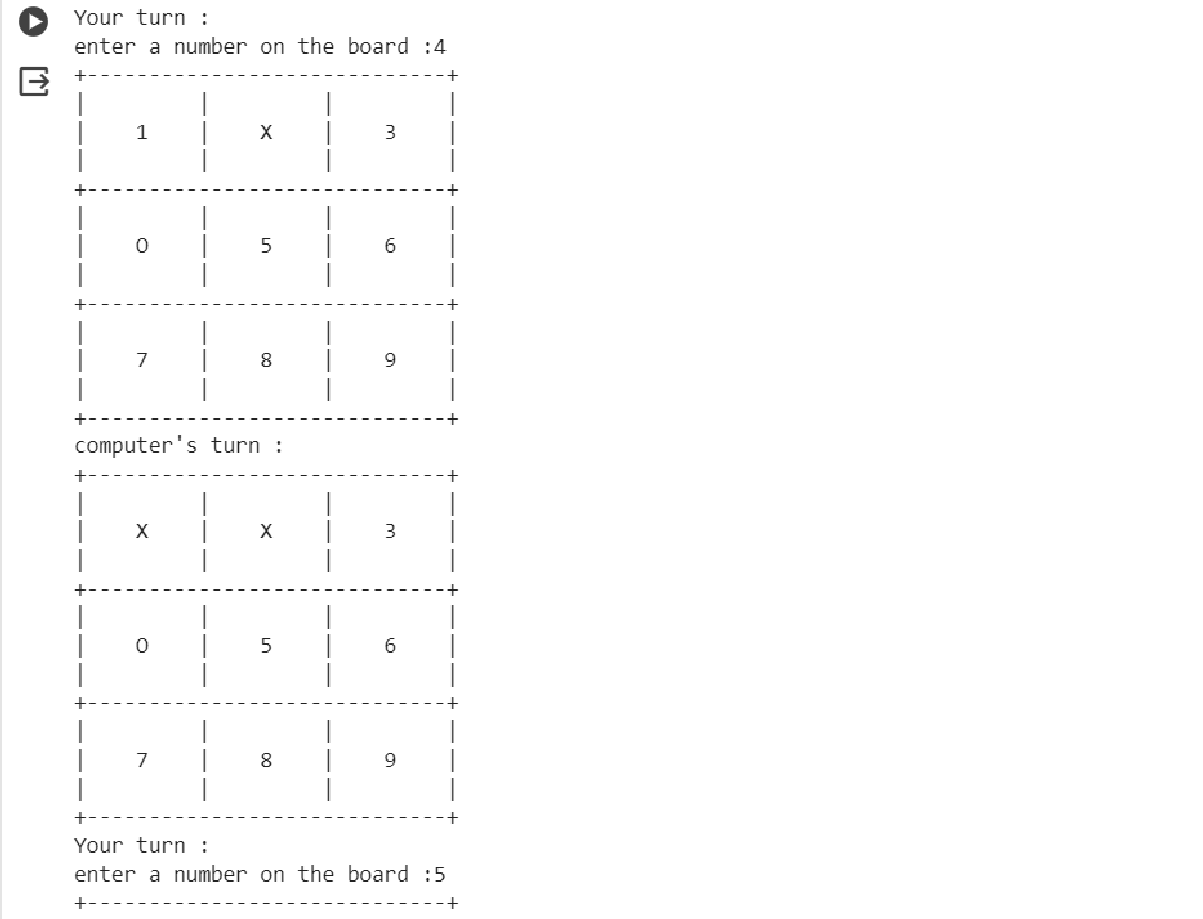 Your turn :
enter a number on the board :4
+-----------------------------+
|         |         |         |
|    1    |    X    |    3    |
|         |         |         |
+-----------------------------+
|         |         |         |
|    O    |    5    |    6    |
|         |         |         |
+-----------------------------+
|         |         |         |
|    7    |    8    |    9    |
|         |         |         |
+-----------------------------+
computer's turn :
+-----------------------------+
|         |         |         |
|    X    |    X    |    3    |
|         |         |         |
+-----------------------------+
|         |         |         |
|    O    |    5    |    6    |
|         |         |         |
+-----------------------------+
|         |         |         |
|    7    |    8    |    9    |
|         |         |         |
+-----------------------------+
Your turn :
enter a number on the board :5
+-----------------------------+